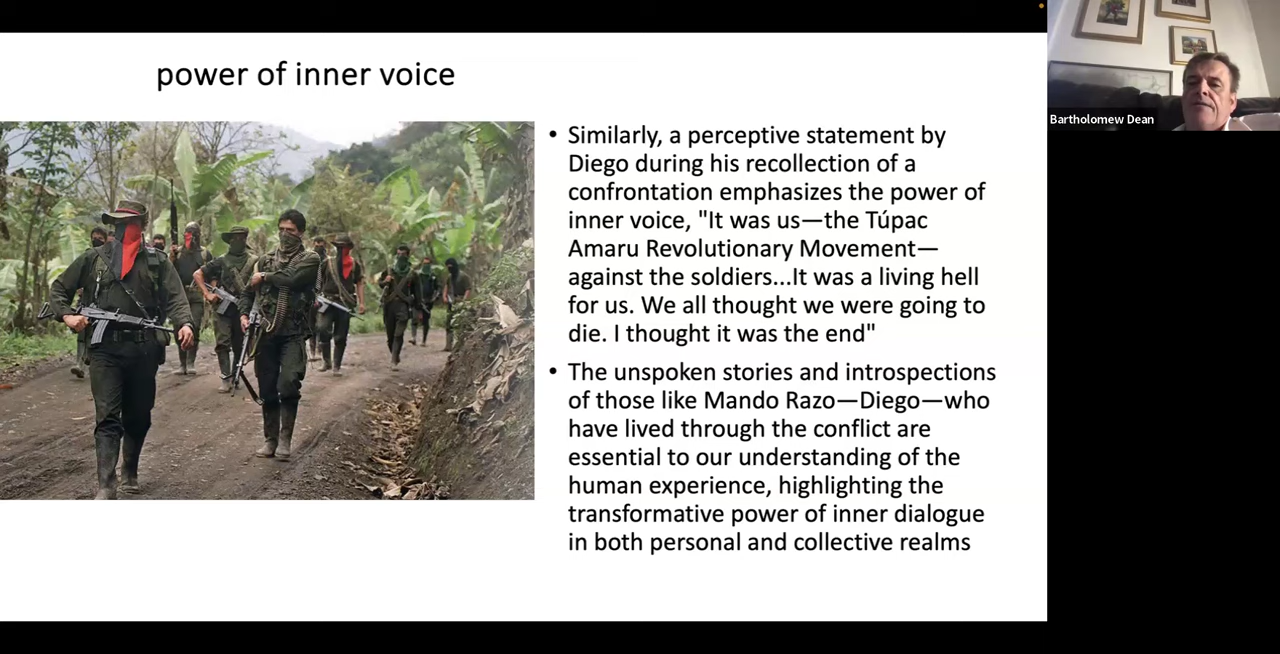 power of inner voice
• Similarly, a perceptive statement by
Diego during his recollection of a
confrontation emphasizes the power of
inner voice, "It was us—the Túpac
Amaru Revolutionary Movement—
against the soldiers...It was a living hell
for us. We all thought we were going to
die. I thought it was the end"
• The unspoken stories and introspections
of those like Mando Razo—Diego—who
have lived through the conflict are
essential to our understanding of the
human experience, highlighting the
transformative power of inner dialogue
in both personal and collective realms
Bartholomew Dean